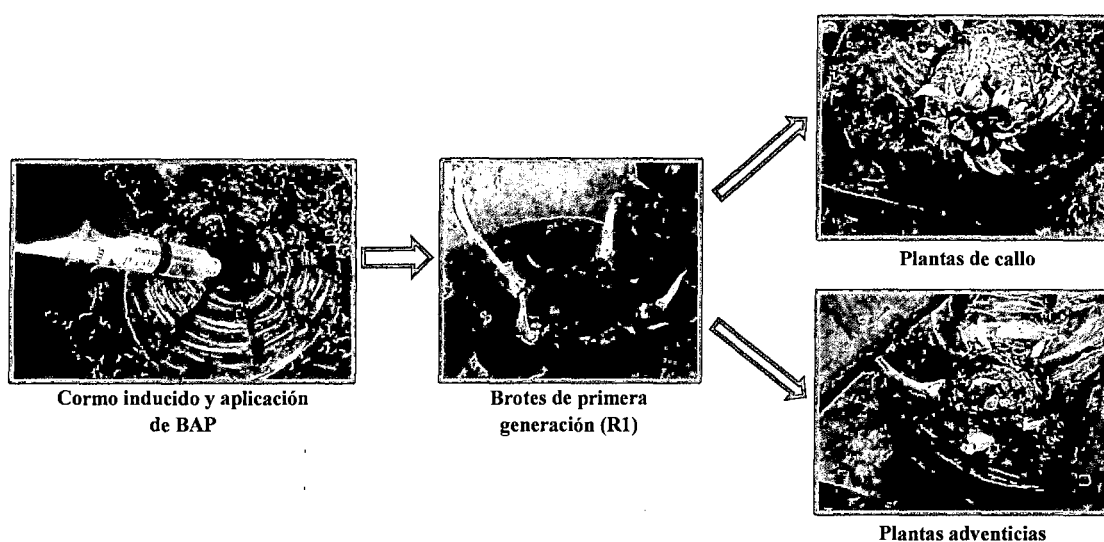 Cormo inducido y aplicación
de BAP
Brotes de primera
generación (R1)
Plantas de callo
Plantas adventicias